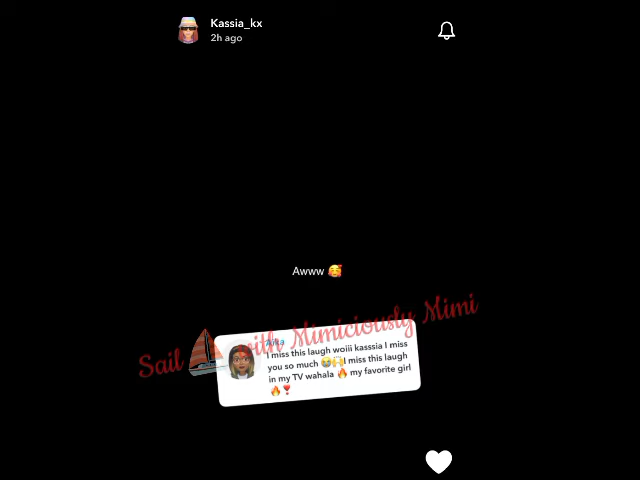 Kassia_kx
2h ago
Awww 🥰
Sail with Mimiciously Mimi
I miss this laugh woiii kasssia I miss
you so much 😭🙌I miss this laugh
in my TV wahala 🔥 my favorite girl
🔥❣️